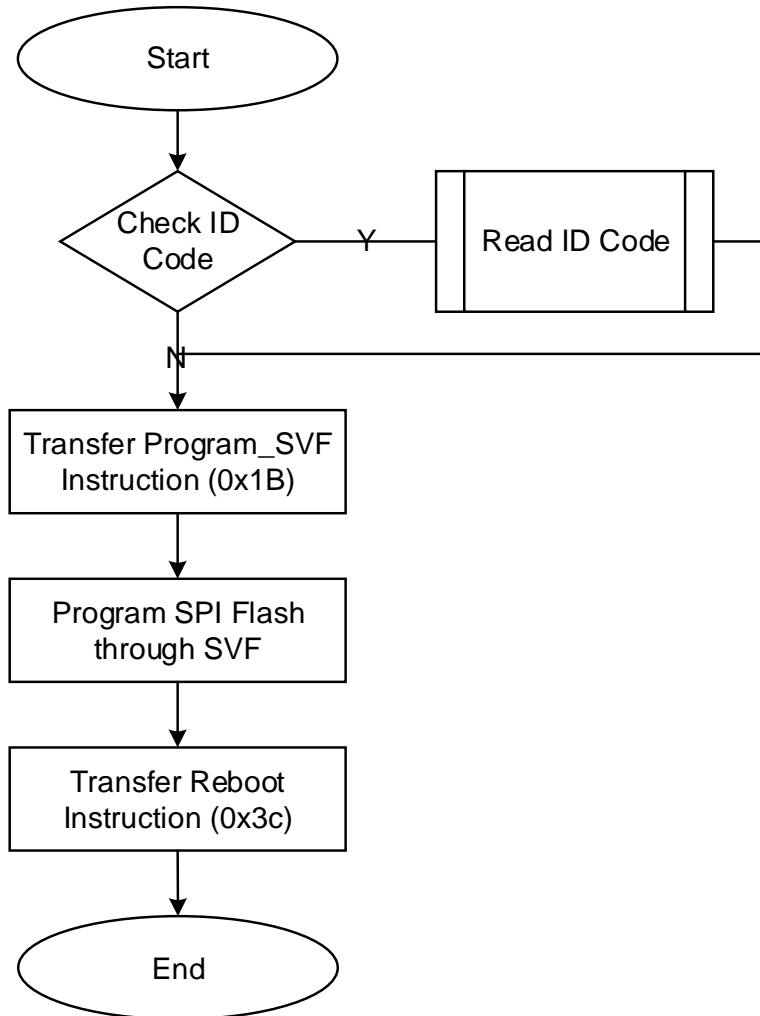 Start
Check ID
Code
Y
Read ID Code
N
Transfer Program_SVF
Instruction (0x1B)
Program SPI Flash
through SVF
Transfer Reboot
Instruction (0x3c)
End